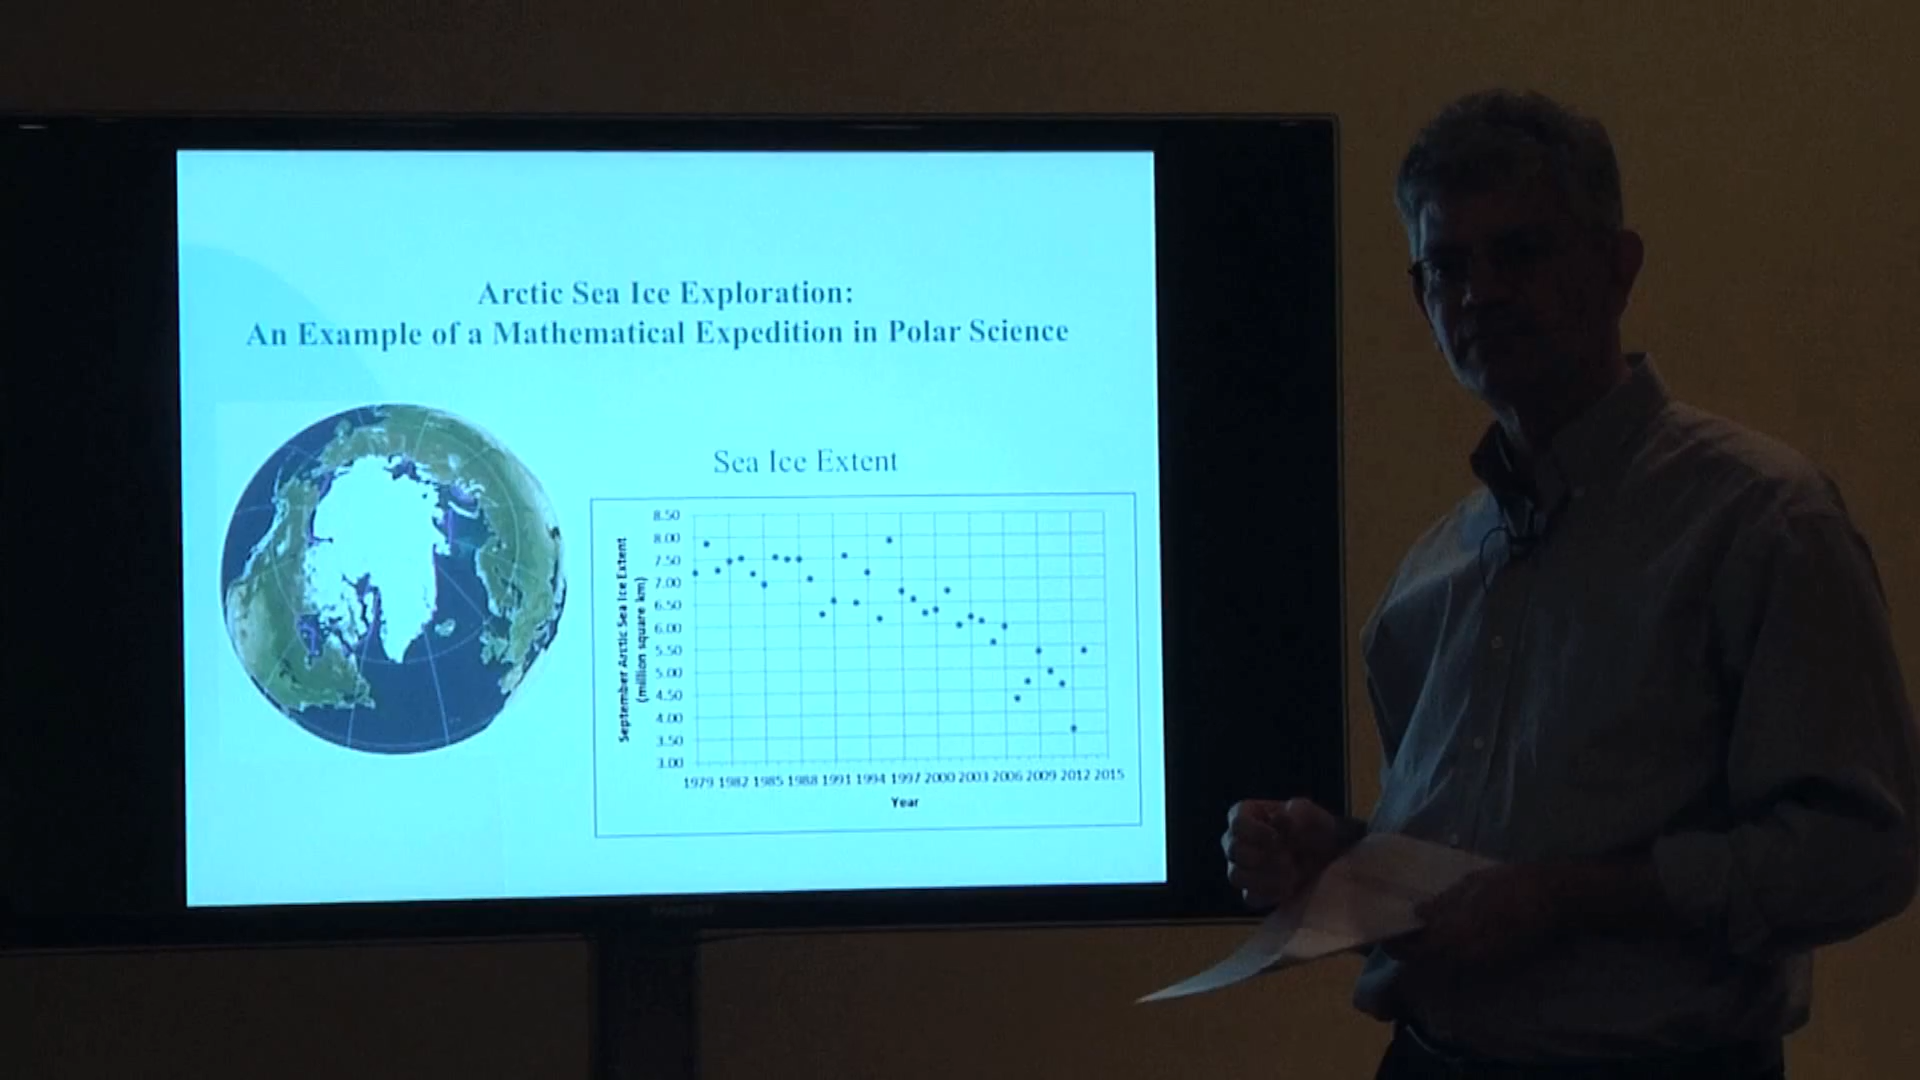 Arctic Sea Ice Exploration:
An Example of a Mathematical Expedition in Polar Science
Sea Ice Extent
September Arctic Sea Ice Extent
(million square km)
8.50
8.00
7.50
7.00
6.50
6.00
5.50
5.00
4.50
4.00
3.50
3.00
1979 1982 1985 1988 1991 1994 1997 2000 2003 2006 2009 2012 2015
Year